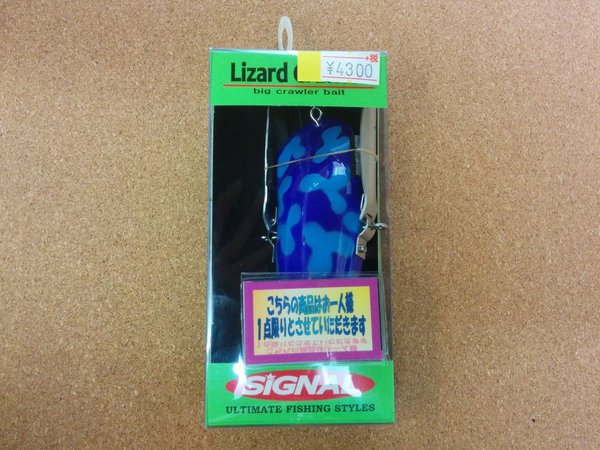 +税
¥4300
Lizard
big crawler bait
こちらの商品はお一人様
1点限りとさせていただきます
SIGNAL
ULTIMATE FISHING STYLES